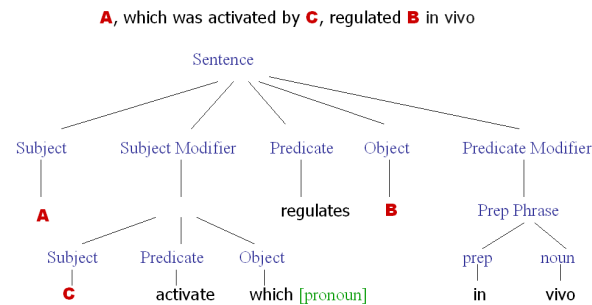 A, which was activated by C, regulated B in vivo
Sentence
Subject Subject Modifier Predicate Object Predicate Modifier
A regulates B Prep Phrase
Subject Predicate Object prep noun
C activate which [pronoun] in vivo